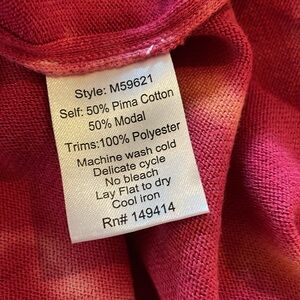 Style: M59621
Self: 50% Pima Cotton
50% Modal
Trims:100% Polyester
Machine wash cold
Delicate cycle
No bleach
Lay Flat to dry
Cool iron
Rn# 149414